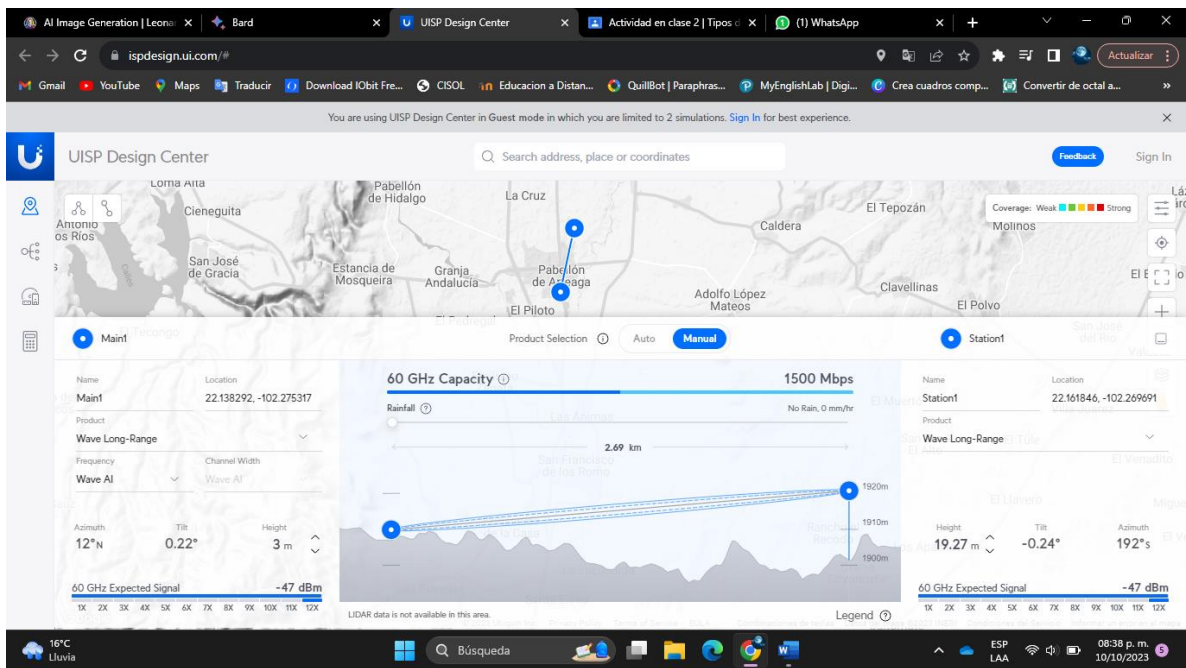 AI Image Generation | Leona
Bard
UISP Design Center
Actividad en clase 2 | Tipos d
(1) WhatsApp
ispdesign.ui.com/#
Actualizar
Gmail
YouTube
Maps
Traducir
Download IObit Fre...
CISOL
Educacion a Distan...
QuillBot | Paraphras...
MyEnglishLab | Digi...
Crea cuadros comp...
Convertir de octal a...
»
You are using UISP Design Center in Guest mode in which you are limited to 2 simulations. Sign In for best experience.
UISP Design Center
Search address, place or coordinates
Feedback
Sign In
Loma Alta
Pabellón
de Hidalgo
La Cruz
Cieneguita
El Tepozán
Coverage: Weak Strong
Antonio
os Ríos
Caldera
Molinos
San José
de Gracia
Estancia de
Mosqueira
Granja
Andalucía
Pabellón
de Arteaga
Adolfo López
Mateos
Clavellinas
El Piloto
El Polvo
Main1
Product Selection
Auto
Manual
Station1
Name
Main1
Location
22.138292, -102.275317
Product
Wave Long-Range
Frequency
Wave AI
Channel Width
Wave AI
Azimuth
12°N
Tilt
0.22°
Height
3 m
60 GHz Expected Signal -47 dBm
1X 2X 3X 4X 5X 6X 7X 8X 9X 10X 11X 12X
60 GHz Capacity
1500 Mbps
Rainfall
No Rain, 0 mm/hr
2.69 km
1920m
1910m
1900m
LIDAR data is not available in this area.
Legend
Name
Station1
Location
22.161846, -102.269691
Product
Wave Long-Range
Height
19.27 m
Tilt
-0.24°
Azimuth
192°s
60 GHz Expected Signal -47 dBm
1X 2X 3X 4X 5X 6X 7X 8X 9X 10X 11X 12X
16°C
Lluvia
Búsqueda
ESP
LAA
08:38 p. m.
10/10/2023
5